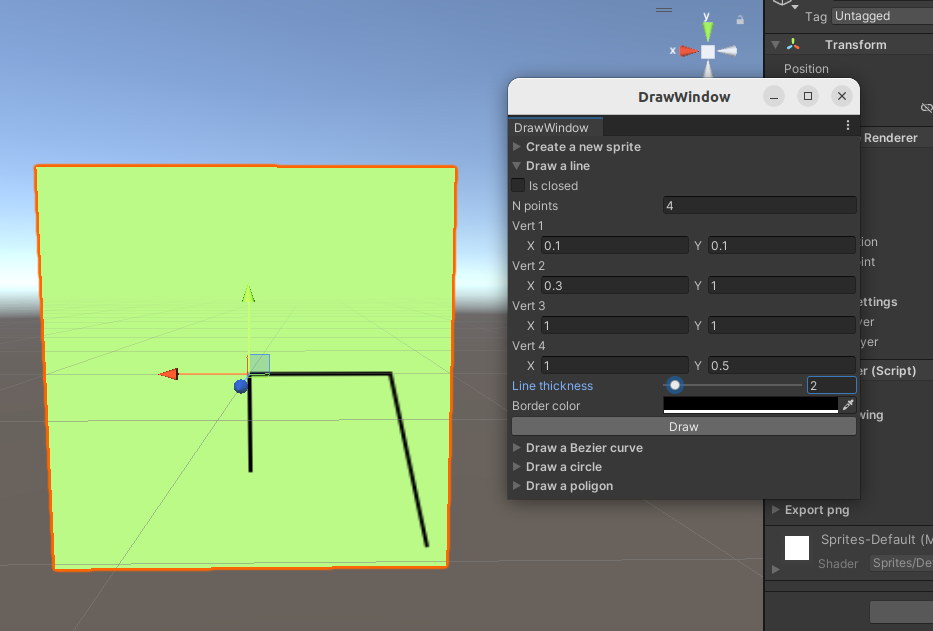 y
x
Tag Untagged
Transform
Position
DrawWindow
DrawWindow
Create a new sprite
Draw a line
Is closed
N points 4
Vert 1
X 0.1 Y 0.1
Vert 2
X 0.3 Y 1
Vert 3
X 1 Y 1
Vert 4
X 1 Y 0.5
Line thickness 2
Border color
Draw
Draw a Bezier curve
Draw a circle
Draw a poligon
Renderer
ion
int
ettings
yer
yer
er (Script)
wing
Export png
Sprites-Default (M
Shader Sprites/De